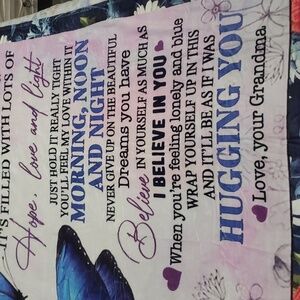 IT'S FILLED WITH LOTS OF
Hope, love and light
JUST HOLD IT REALLY TIGHT
YOU'LL FEEL MY LOVE WITHIN IT
MORNING, NOON
AND NIGHT
NEVER GIVE UP ON THE BEAUTIFUL
Dreams you have
Believe IN YOURSELF AS MUCH AS
I BELIEVE IN YOU
When you're feeling lonely and blue
WRAP YOURSELF UP IN THIS
AND IT'LL BE AS IF I WAS
HUGGING YOU
Love, your Grandma